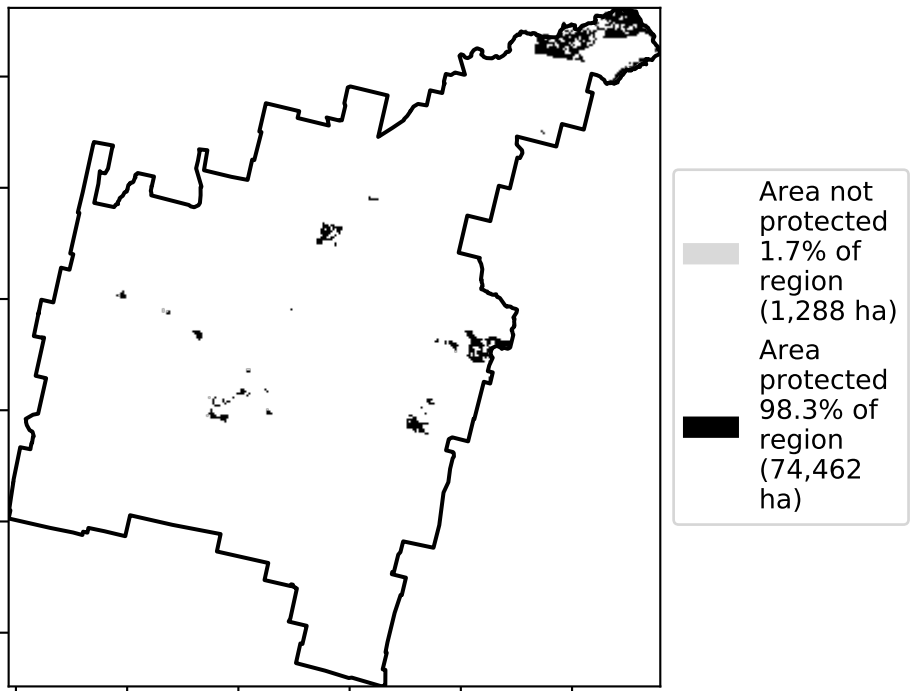 Area not
protected
1.7% of
region
(1,288 ha)
Area
protected
98.3% of
region
(74,462
ha)